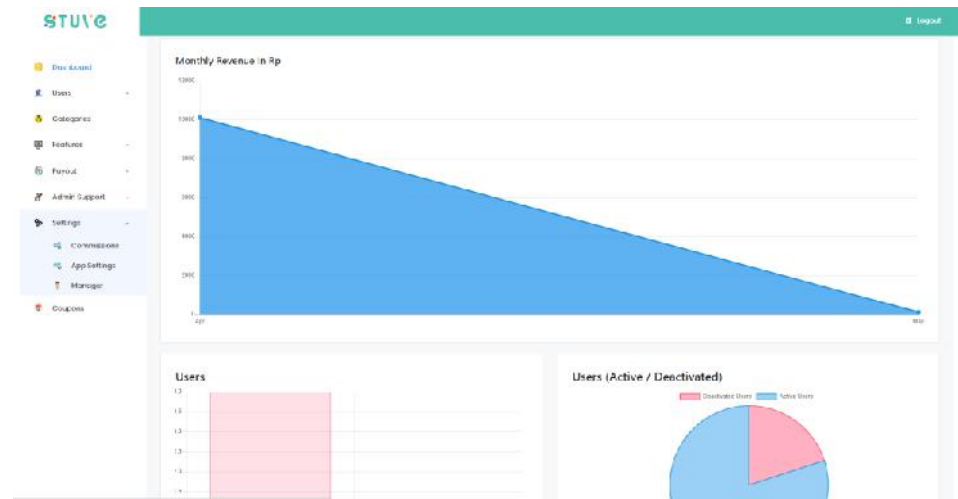 STUVE
Logout
Dashboard
Users
Categories
Features
Payout
Admin Support
Settings
Commissions
App Settings
Manager
Coupons
Monthly Revenue in Rp
Apr
May
Users
Users (Active / Deactivated)
Deactivated Users
Active Users